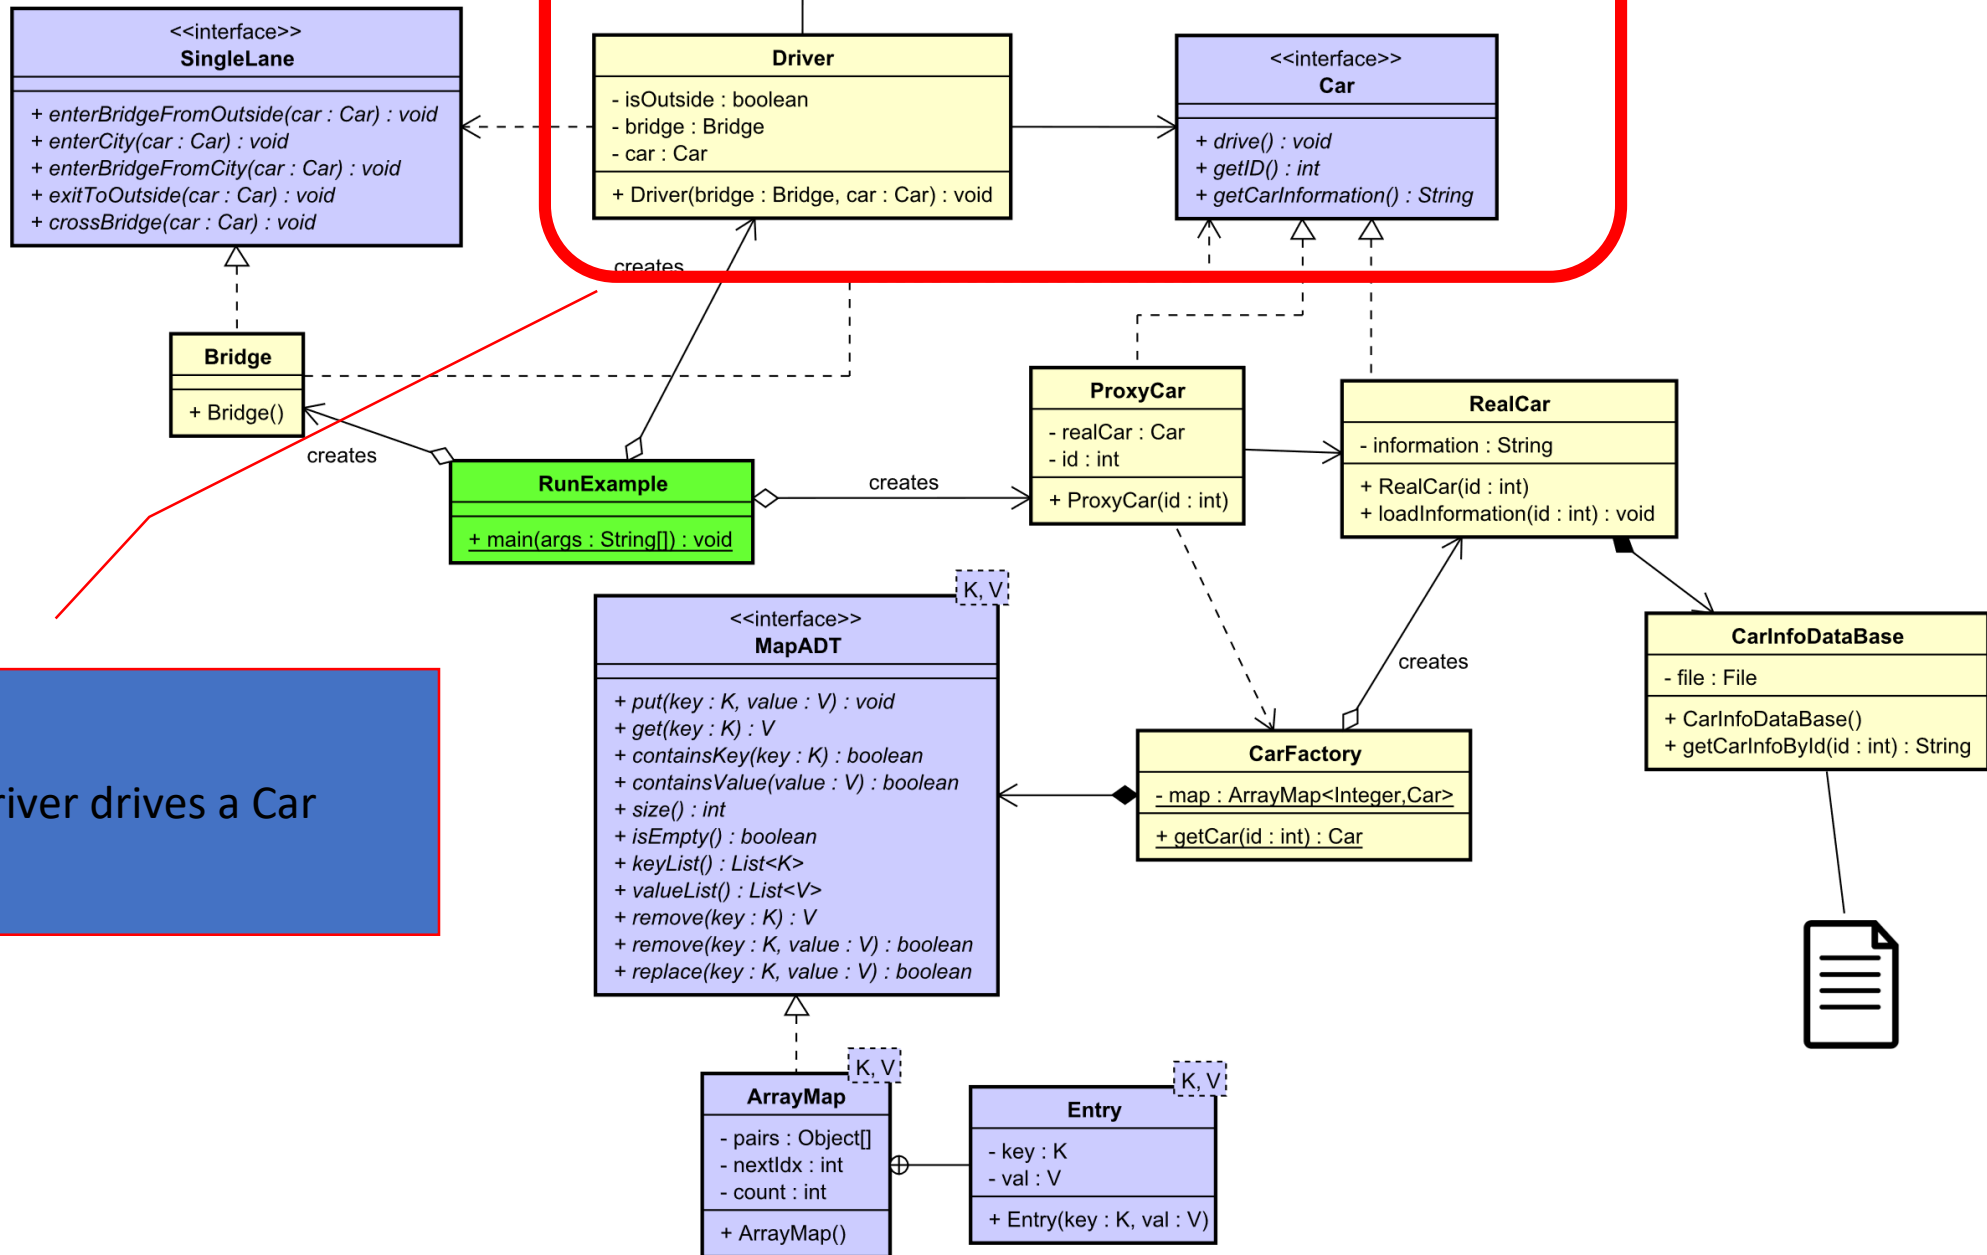 <<interface>>
SingleLane
+ enterBridgeFromOutside(car : Car) : void
+ enterCity(car : Car) : void
+ enterBridgeFromCity(car : Car) : void
+ exitToOutside(car : Car) : void
+ crossBridge(car : Car) : void
Driver
- isOutside : boolean
- bridge : Bridge
- car : Car
+ Driver(bridge : Bridge, car : Car) : void
<<interface>>
Car
+ drive() : void
+ getID() : int
+ getCarInformation() : String
creates
Bridge
+ Bridge()
creates
RunExample
+ main(args : String[]) : void
creates
ProxyCar
- realCar : Car
- id : int
+ ProxyCar(id : int)
RealCar
- information : String
+ RealCar(id : int)
+ loadInformation(id : int) : void
K, V
<<interface>>
MapADT
+ put(key : K, value : V) : void
+ get(key : K) : V
+ containsKey(key : K) : boolean
+ containsValue(value : V) : boolean
+ size() : int
+ isEmpty() : boolean
+ keyList() : List<K>
+ valueList() : List<V>
+ remove(key : K) : V
+ remove(key : K, value : V) : boolean
+ replace(key : K, value : V) : boolean
creates
CarFactory
- map : ArrayMap<Integer,Car>
+ getCar(id : int) : Car
CarInfoDataBase
- file : File
+ CarInfoDataBase()
+ getCarInfoById(id : int) : String
river drives a Car
K, V
ArrayMap
- pairs : Object[]
- nextIdx : int
- count : int
+ ArrayMap()
K, V
Entry
- key : K
- val : V
+ Entry(key : K, val : V)